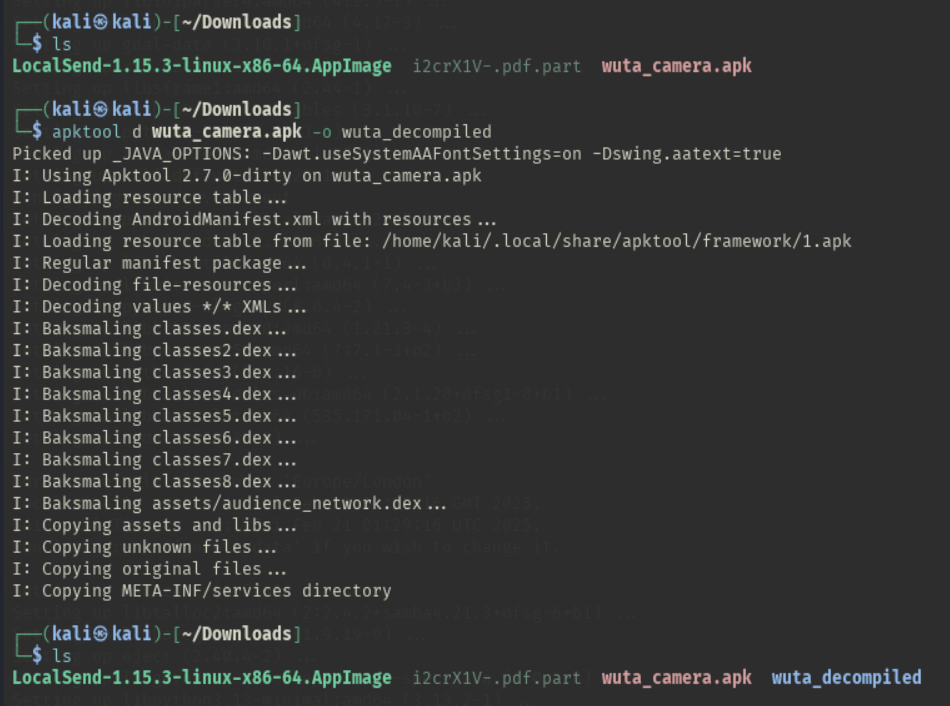 ┌──(kali㉿kali)-[~/Downloads]
└─$ ls
LocalSend-1.15.3-linux-x86-64.AppImage  i2crX1V-.pdf.part  wuta_camera.apk
┌──(kali㉿kali)-[~/Downloads]
└─$ apktool d wuta_camera.apk -o wuta_decompiled
Picked up _JAVA_OPTIONS: -Dawt.useSystemAAFontSettings=on -Dswing.aatext=true
I: Using Apktool 2.7.0-dirty on wuta_camera.apk
I: Loading resource table...
I: Decoding AndroidManifest.xml with resources...
I: Loading resource table from file: /home/kali/.local/share/apktool/framework/1.apk
I: Regular manifest package...
I: Decoding file-resources...
I: Decoding values */* XMLs...
I: Baksmaling classes.dex...
I: Baksmaling classes2.dex...
I: Baksmaling classes3.dex...
I: Baksmaling classes4.dex...
I: Baksmaling classes5.dex...
I: Baksmaling classes6.dex...
I: Baksmaling classes7.dex...
I: Baksmaling classes8.dex...
I: Baksmaling assets/audience_network.dex...
I: Copying assets and libs...
I: Copying unknown files...
I: Copying original files...
I: Copying META-INF/services directory
┌──(kali㉿kali)-[~/Downloads]
└─$ ls
LocalSend-1.15.3-linux-x86-64.AppImage  i2crX1V-.pdf.part  wuta_camera.apk  wuta_decompiled